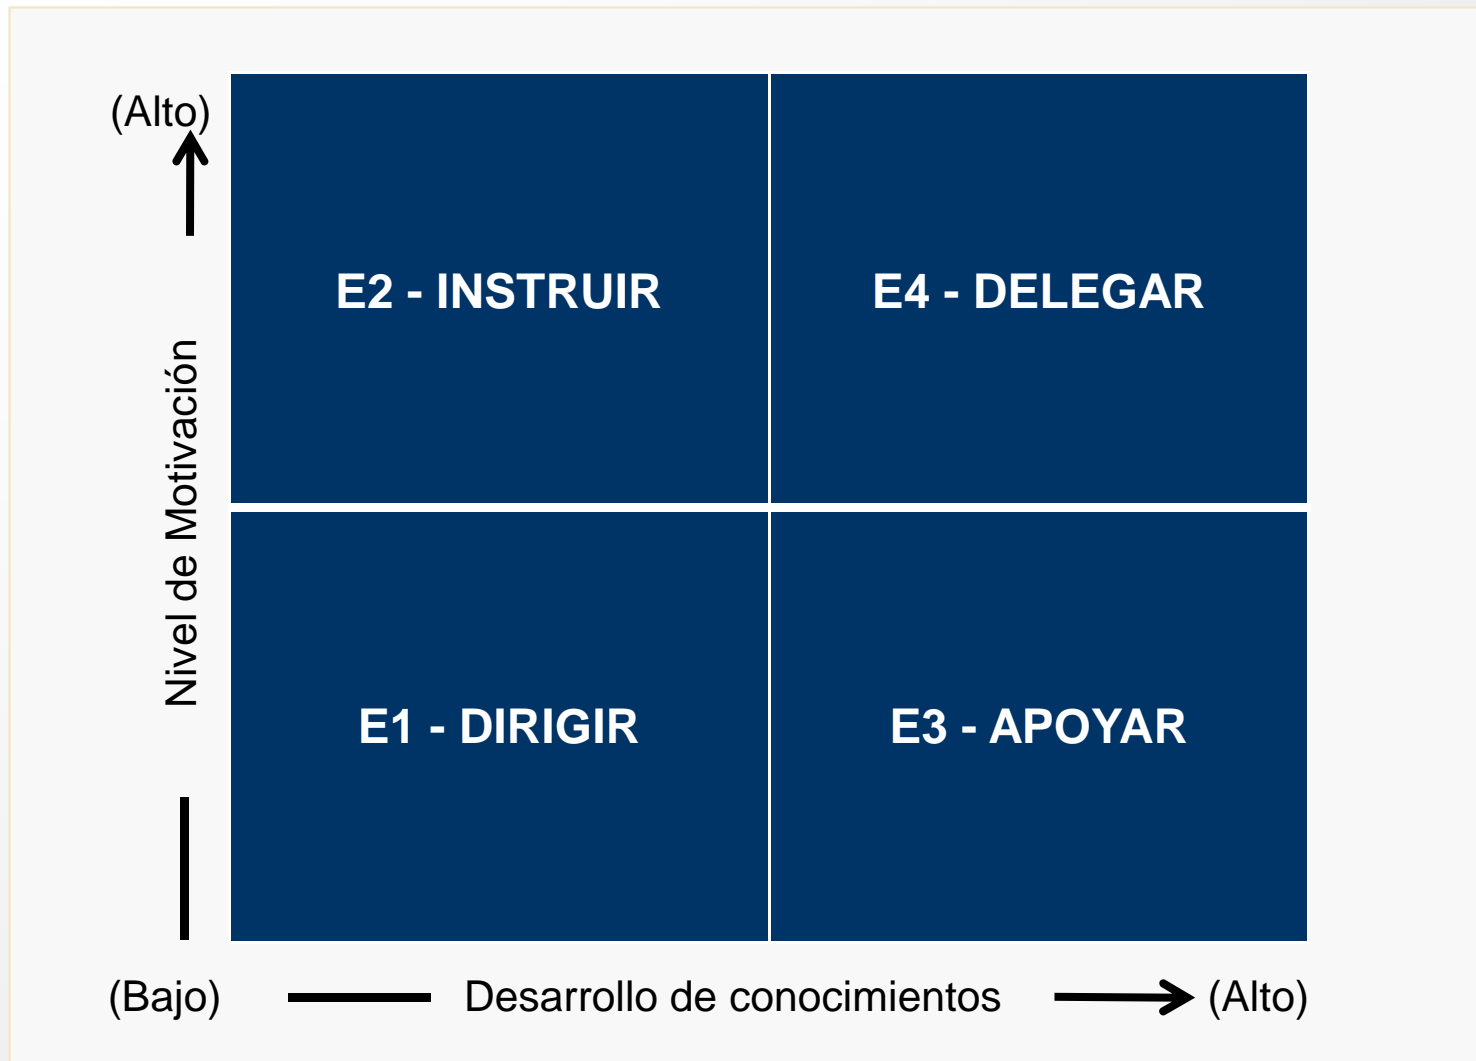 (Alto)
E2 - INSTRUIR
E4 - DELEGAR
Nivel de Motivación
E1 - DIRIGIR
E3 - APOYAR
(Bajo)
Desarrollo de conocimientos
(Alto)